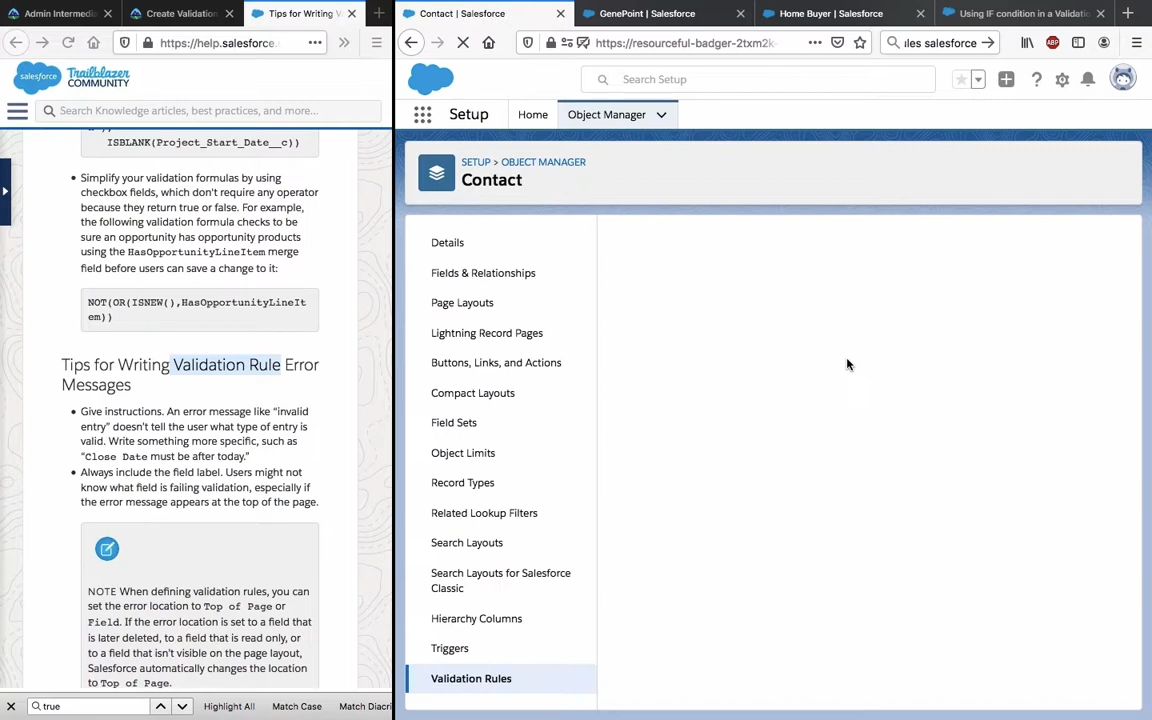 Admin Intermedi
Create Validation
Tips for Writing V
https://help.salesforce.
salesforce
Trailblazer
COMMUNITY
Search Knowledge articles, best practices, and more...
ISBLANK(Project_Start_Date__c))
Simplify your validation formulas by using
checkbox fields, which don't require any operator
because they return true or false. For example,
the following validation formula checks to be
sure an opportunity has opportunity products
using the HasOpportunityLineItem merge
field before users can save a change to it:
NOT(OR(ISNEW(),HasOpportunityLineIt
em))
Tips for Writing Validation Rule Error
Messages
Give instructions. An error message like “invalid
entry” doesn't tell the user what type of entry is
valid. Write something more specific, such as
“Close Date must be after today.”
Always include the field label. Users might not
know what field is failing validation, especially if
the error message appears at the top of the page.
NOTE When defining validation rules, you can
set the error location to Top of Page or
Field. If the error location is set to a field that
is later deleted, to a field that is read only, or
to a field that isn't visible on the page layout,
Salesforce automatically changes the location
to Top of Page.
true
Highlight All
Match Case
Match Diacri
Contact | Salesforce
GenePoint | Salesforce
Home Buyer | Salesforce
Using IF condition in a Validati
https://resourceful-badger-2txm2k-
les salesforce
ABP
Search Setup
Setup
Home
Object Manager
SETUP > OBJECT MANAGER
Contact
Details
Fields & Relationships
Page Layouts
Lightning Record Pages
Buttons, Links, and Actions
Compact Layouts
Field Sets
Object Limits
Record Types
Related Lookup Filters
Search Layouts
Search Layouts for Salesforce
Classic
Hierarchy Columns
Triggers
Validation Rules